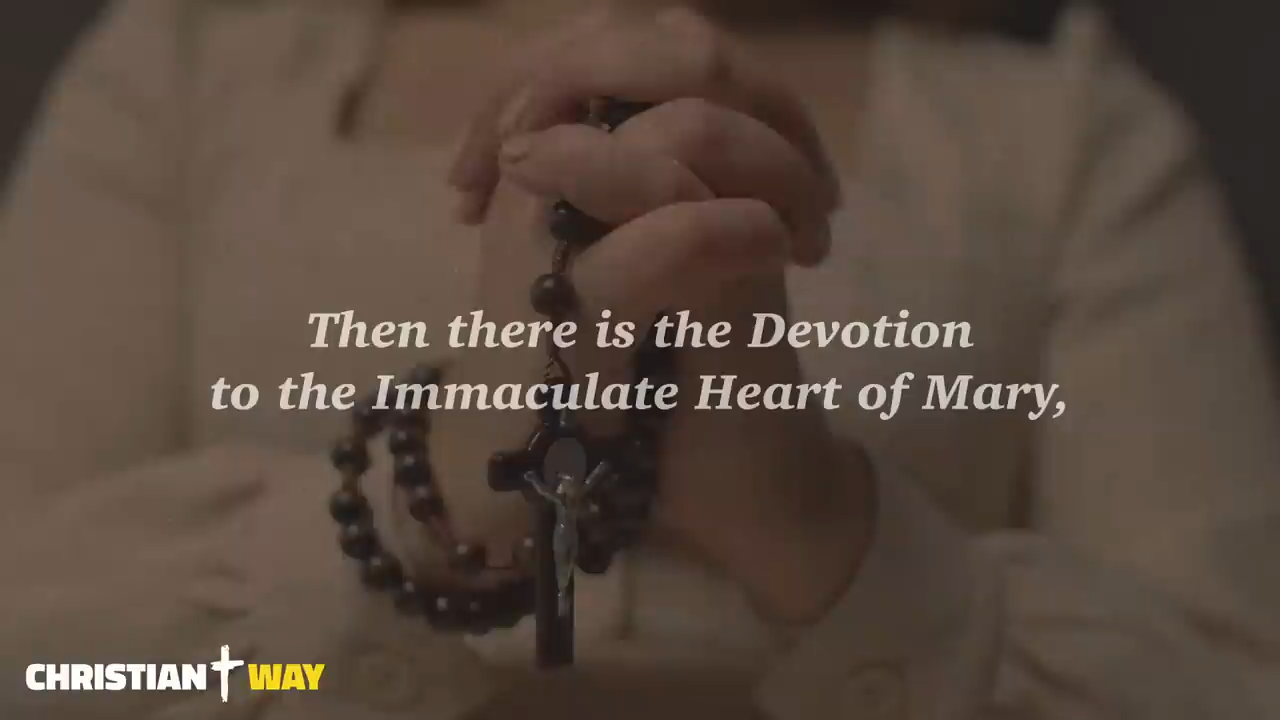 Then there is the Devotion
to the Immaculate Heart of Mary,
CHRISTIAN WAY